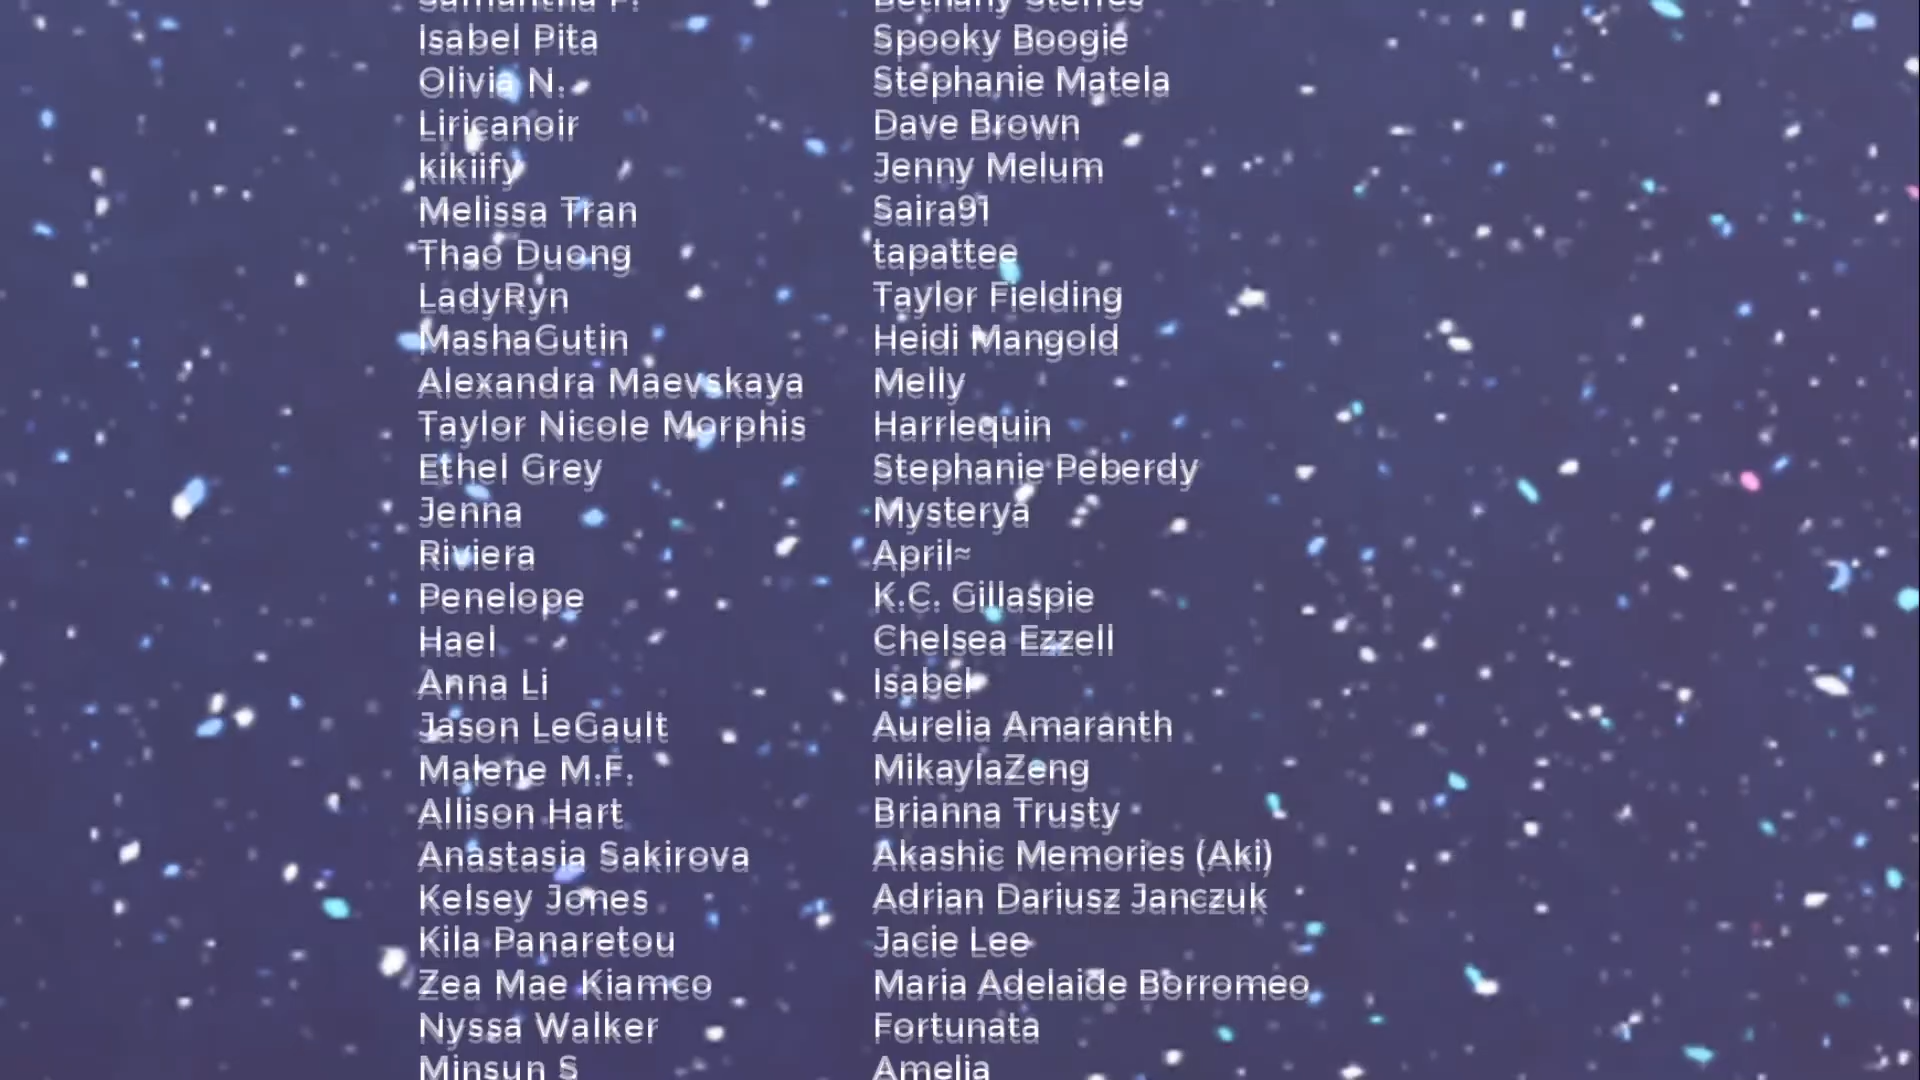 Samantha F.
Isabel Pita
Olivia N.
Liricanoir
kikiify
Melissa Tran
Thao Duong
LadyRyn
MashaGutin
Alexandra Maevskaya
Taylor Nicole Morphis
Ethel Grey
Jenna
Riviera
Penelope
Hael
Anna Li
Jason LeGault
Malene M.F.
Allison Hart
Anastasia Sakirova
Kelsey Jones
Kila Panaretou
Zea Mae Kiamco
Nyssa Walker
Minsun S
Bethany
Spooky Boogie
Stephanie Matela
Dave Brown
Jenny Melum
Saira91
tapattee
Taylor Fielding
Heidi Mangold
Melly
Harrlequin
Stephanie Peberdy
Mysterya
April~
K.C. Gillaspie
Chelsea Ezzell
Isabel
Aurelia Amaranth
MikaylaZeng
Brianna Trusty
Akashic Memories (Aki)
Adrian Dariusz Janczuk
Jacie Lee
Maria Adelaide Borromeo
Fortunata
Amelia